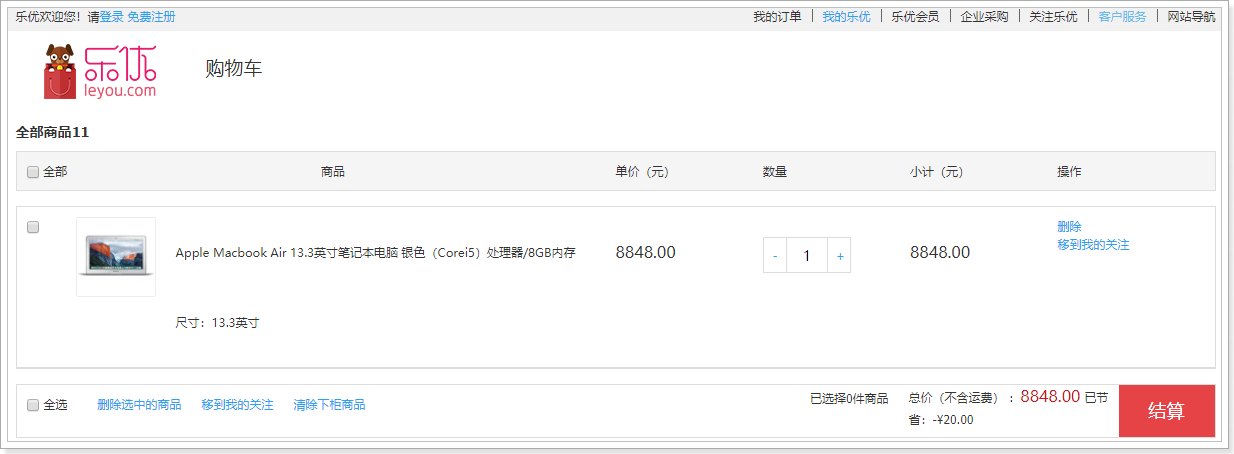 乐优欢迎您！请登录 免费注册 我的订单 | 我的乐优 | 乐优会员 | 企业采购 | 关注乐优 | 客户服务 | 网站导航
乐优 购物车
leyou.com
全部商品11
全部 商品 单价（元） 数量 小计（元） 操作
删除
移到我的关注
Apple Macbook Air 13.3英寸笔记本电脑 银色（Corei5）处理器/8GB内存 8848.00 - 1 + 8848.00
尺寸：13.3英寸
全选 删除选中的商品 移到我的关注 清除下柜商品 已选择0件商品 总价（不含运费） ：8848.00 已节
省：-¥20.00
结算